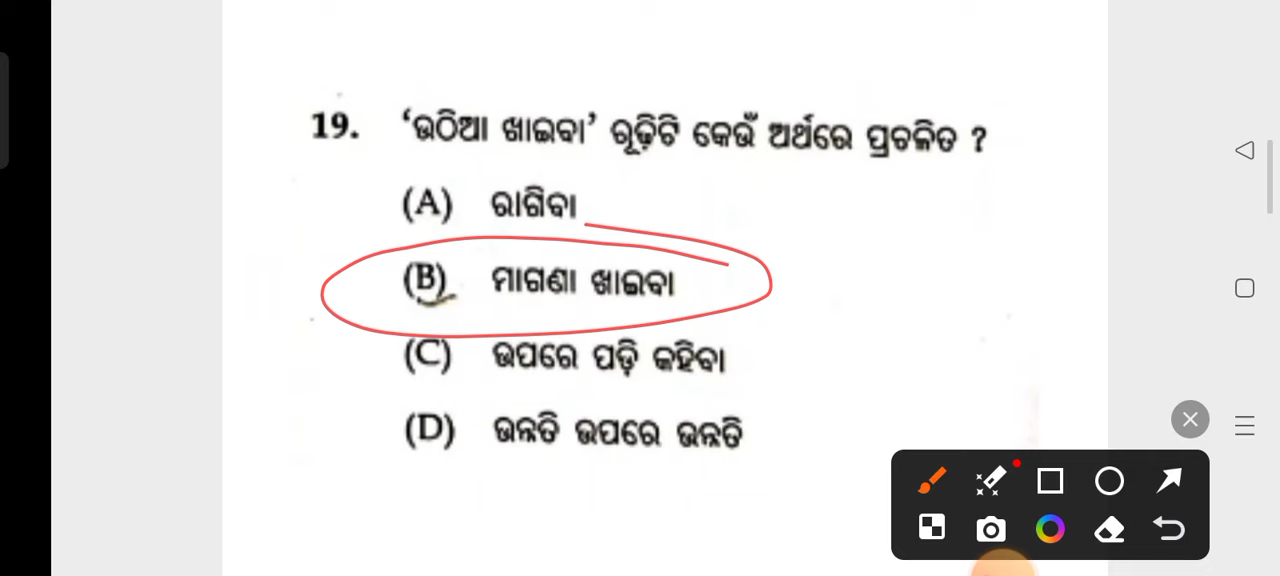 19. ‘ଉଠିଆ ଖାଇବା’ ରୂଢ଼ିଟି କେଉଁ ଅର୍ଥରେ ପ୍ରଚଳିତ ?
(A) ରାଗିବା
(B) ମାଗଣା ଖାଇବା
(C) ଉପରେ ପଡ଼ି କହିବା
(D) ଉନ୍ନତି ଉପରେ ଉନ୍ନତି